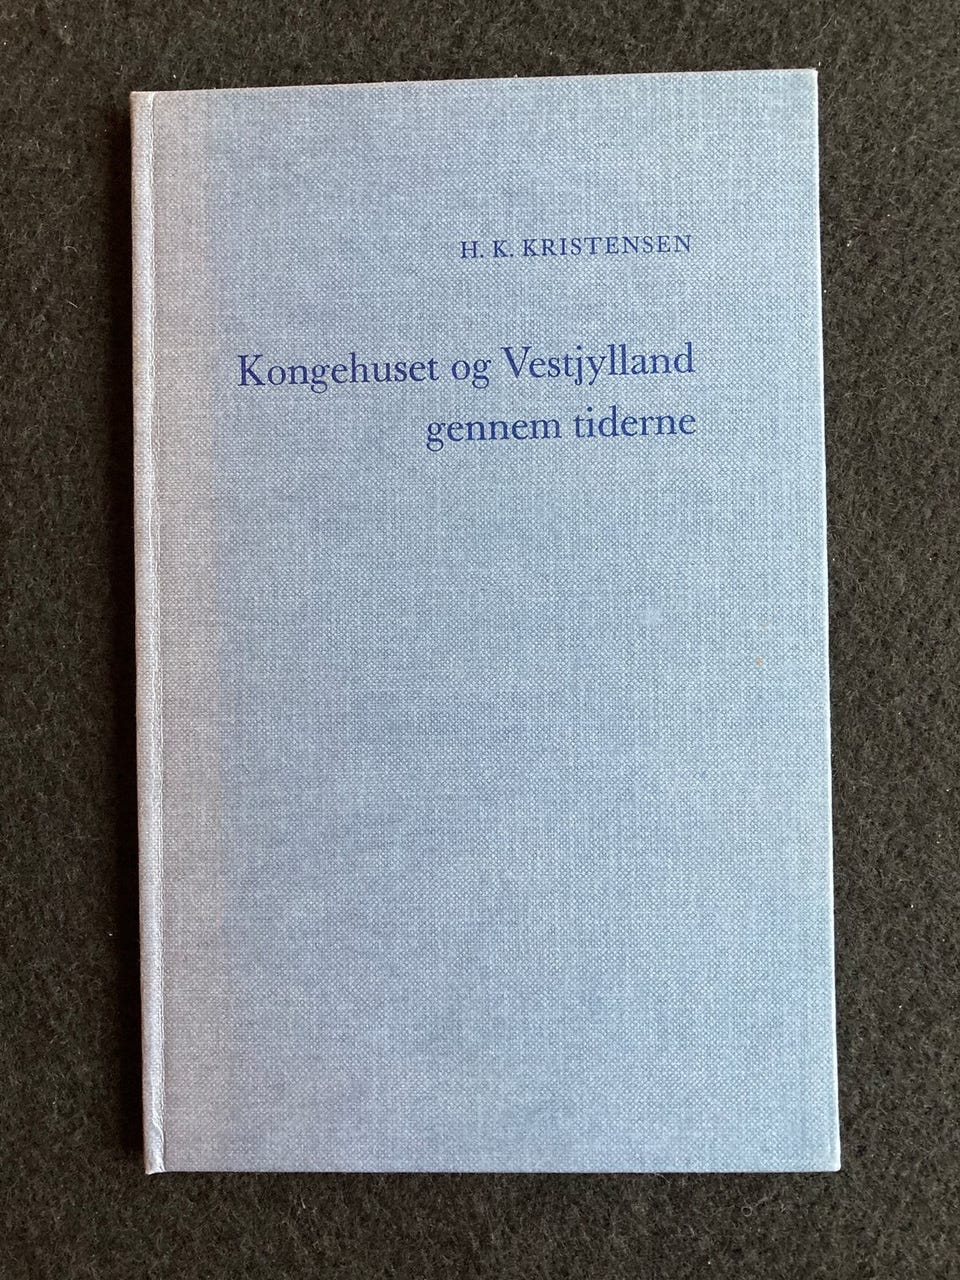 H. K. KRISTENSEN
Kongehuset og Vestjylland
gennem tiderne